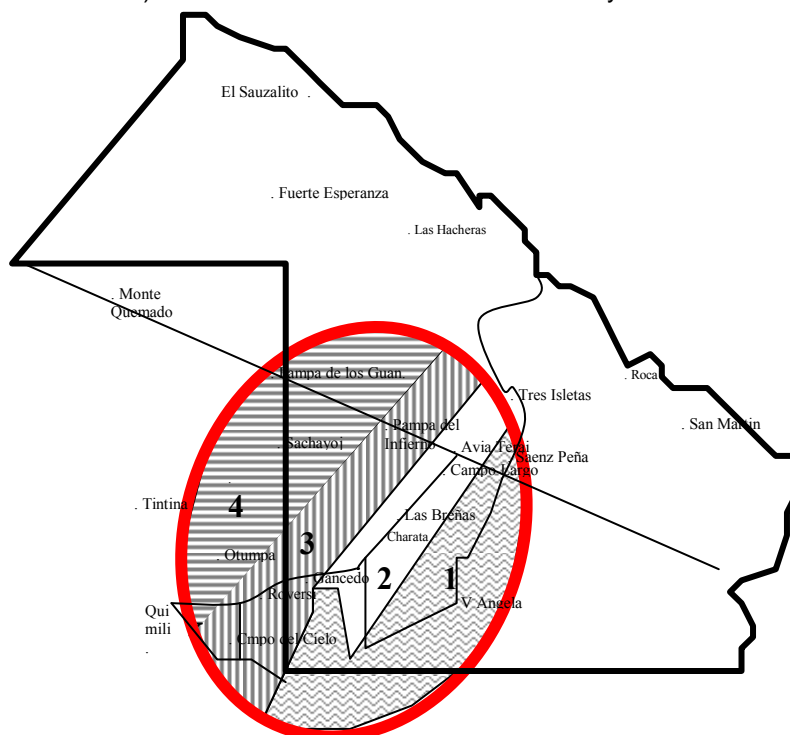 El Sauzalito .
. Fuerte Esperanza
. Las Hacheras
. Monte
Quemado
. Pampa de los Guan.
. Roca
. Tres Isletas
. San Martin
. Pampa del
Infierno
. Sachayoj
. Avia Terai
Saenz Peña
. Campo Largo
. Tintina
4
. Las Breñas
Charata
3
. Otumpa
. Gancedo
2
1
. Roversi
V Angela
Qui
mili
.
. Cmpo del Cielo